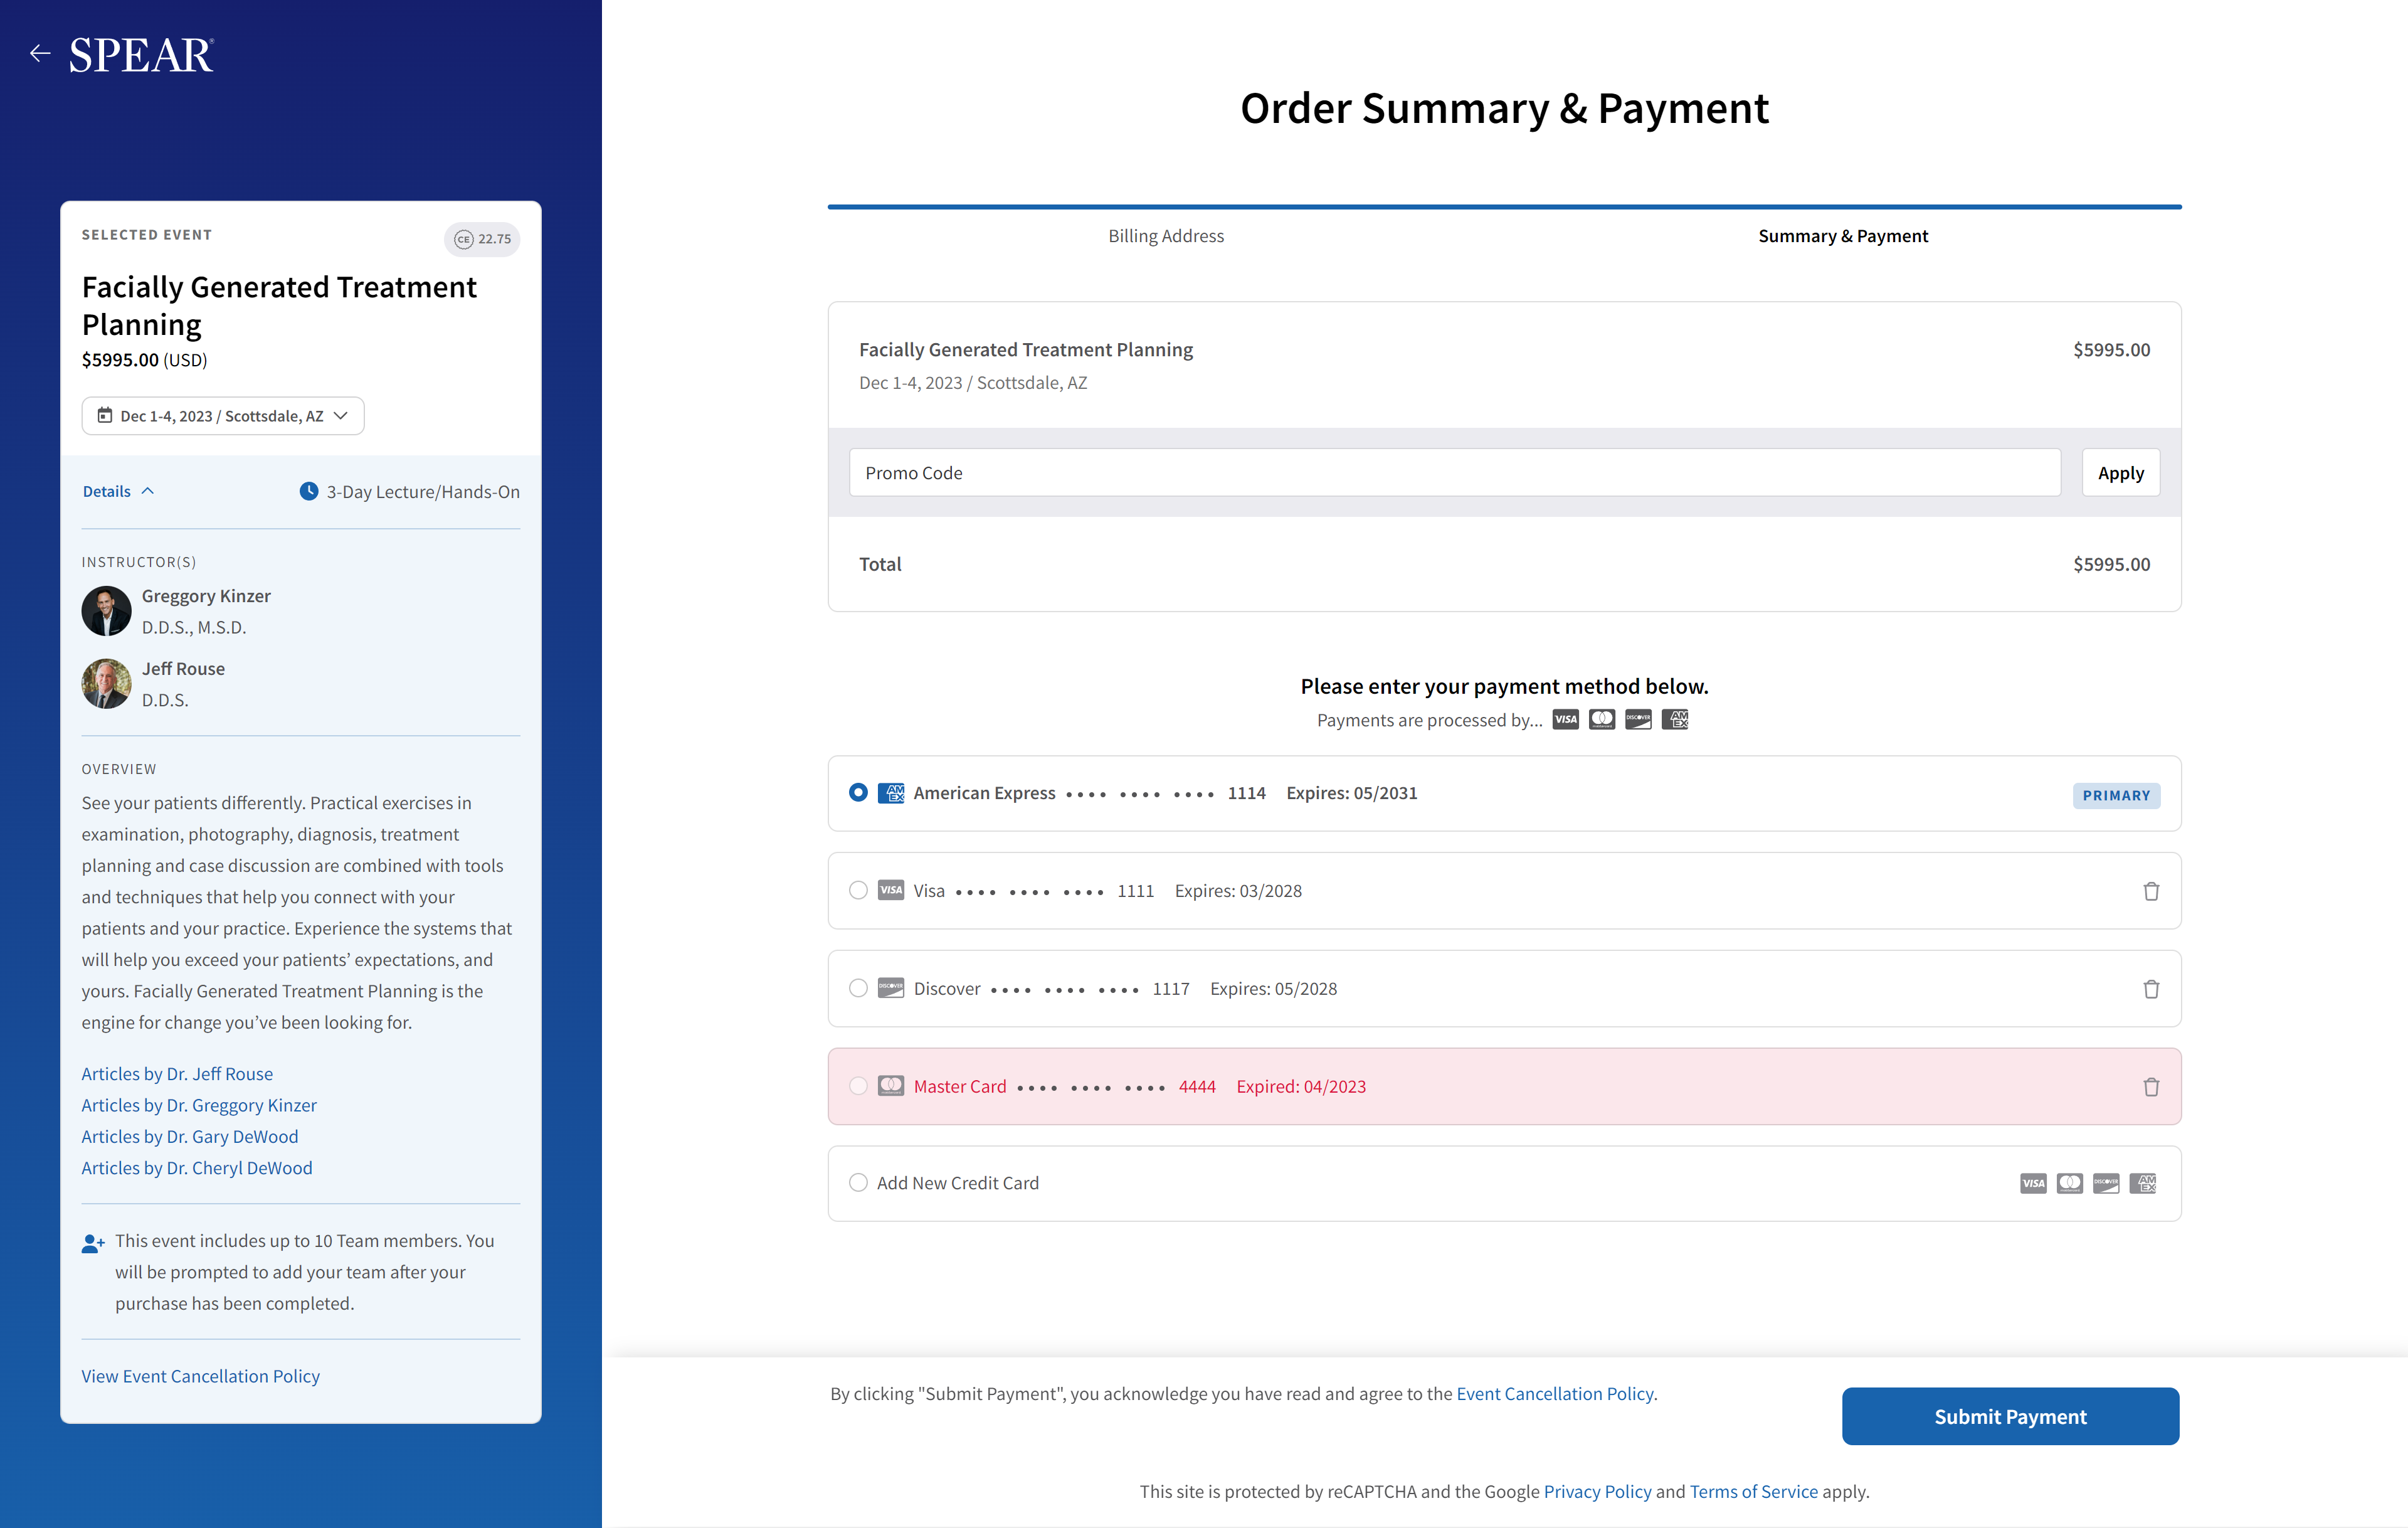 SPEAR®
SELECTED EVENT
CE 22.75
Facially Generated Treatment
Planning
$5995.00 (USD)
Dec 1-4, 2023 / Scottsdale, AZ
Details
3-Day Lecture/Hands-On
INSTRUCTOR(S)
Greggory Kinzer
D.D.S., M.S.D.
Jeff Rouse
D.D.S.
OVERVIEW
See your patients differently. Practical exercises in
examination, photography, diagnosis, treatment
planning and case discussion are combined with tools
and techniques that help you connect with your
patients and your practice. Experience the systems that
will help you exceed your patients’ expectations, and
yours. Facially Generated Treatment Planning is the
engine for change you’ve been looking for.
Articles by Dr. Jeff Rouse
Articles by Dr. Greggory Kinzer
Articles by Dr. Gary DeWood
Articles by Dr. Cheryl DeWood
This event includes up to 10 Team members. You
will be prompted to add your team after your
purchase has been completed.
View Event Cancellation Policy
Order Summary & Payment
Billing Address
Summary & Payment
Facially Generated Treatment Planning $5995.00
Dec 1-4, 2023 / Scottsdale, AZ
Promo Code Apply
Total $5995.00
Please enter your payment method below.
Payments are processed by... VISA DISCOVER AM EX
AM EX American Express •••• •••• •••• 1114 Expires: 05/2031 PRIMARY
VISA Visa •••• •••• •••• 1111 Expires: 03/2028
DISCOVER Discover •••• •••• •••• 1117 Expires: 05/2028
Master Card •••• •••• •••• 4444 Expired: 04/2023
Add New Credit Card VISA DISCOVER AM EX
By clicking "Submit Payment", you acknowledge you have read and agree to the Event Cancellation Policy.
Submit Payment
This site is protected by reCAPTCHA and the Google Privacy Policy and Terms of Service apply.